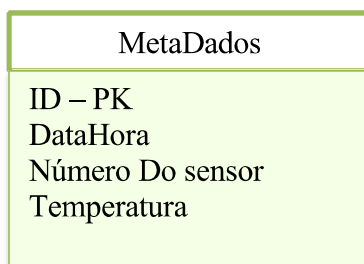 MetaDados
ID – PK
DataHora
Número Do sensor
Temperatura